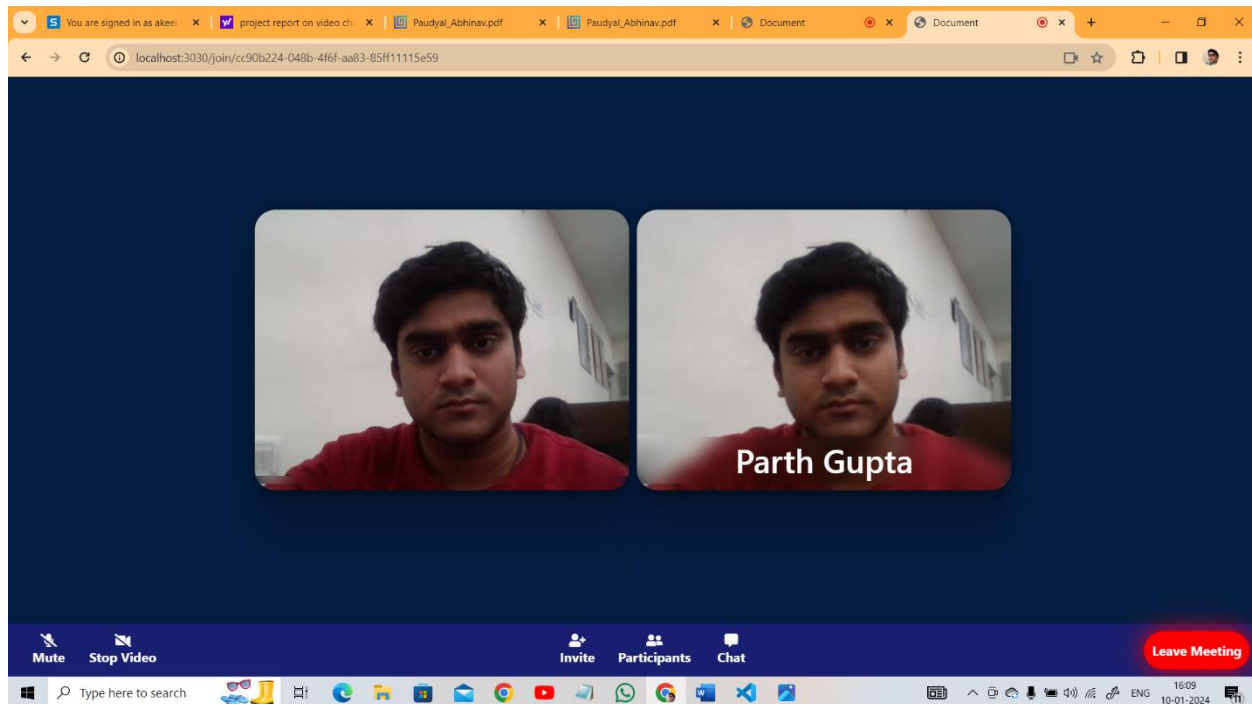 You are signed in as akeel
project report on video ch
Paudyal_Abhinav.pdf
Paudyal_Abhinav.pdf
Document
Document
localhost:3030/join/cc90b224-048b-4f6f-aa83-85ff11115e59
Parth Gupta
Mute
Stop Video
Invite
Participants
Chat
Leave Meeting
Type here to search
ENG
16:09
10-01-2024